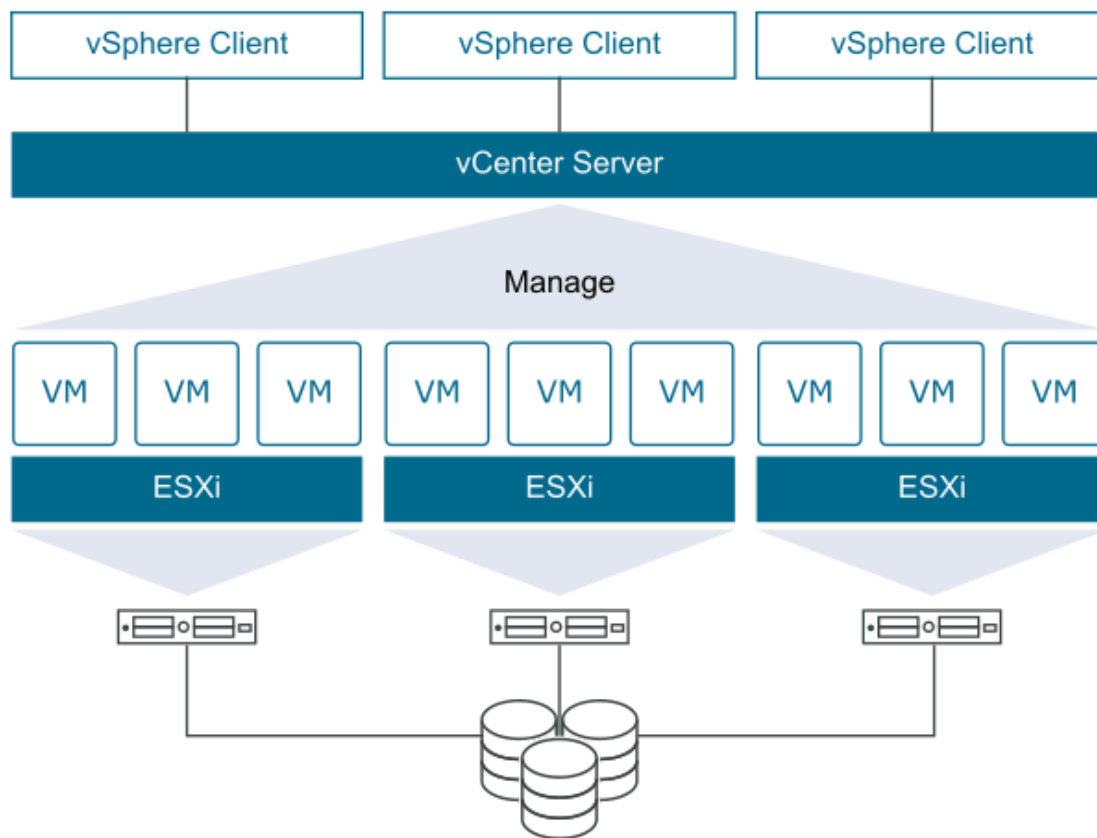 vSphere Client
vSphere Client
vSphere Client
vCenter Server
Manage
VM
VM
VM
VM
VM
VM
VM
VM
VM
ESXi
ESXi
ESXi